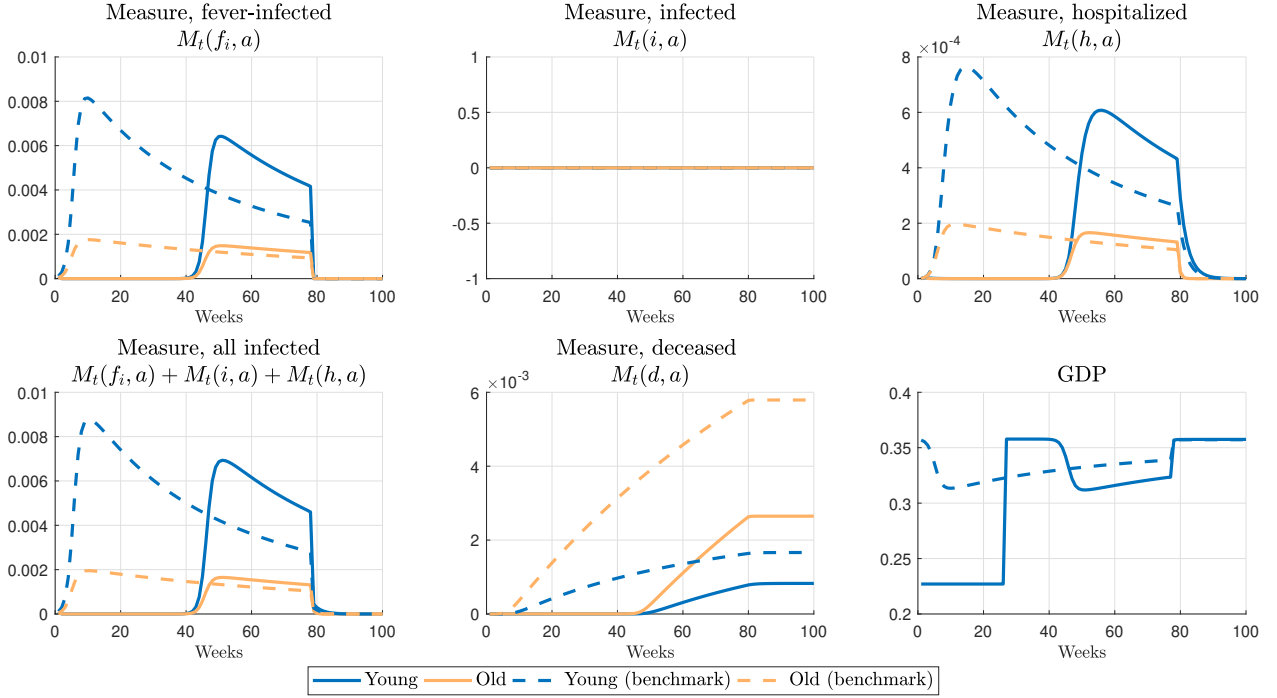 Measure, fever-infected
M_t(f_i, a)
0.01
0.008
0.006
0.004
0.002
0
0 20 40 60 80 100
Weeks
Measure, infected
M_t(i, a)
1
0.5
0
-0.5
-1
0 20 40 60 80 100
Weeks
Measure, hospitalized
M_t(h, a)
×10^-4
8
6
4
2
0
0 20 40 60 80 100
Weeks
Measure, all infected
M_t(f_i, a) + M_t(i, a) + M_t(h, a)
0.01
0.008
0.006
0.004
0.002
0
0 20 40 60 80 100
Weeks
Measure, deceased
M_t(d, a)
×10^-3
6
4
2
0
0 20 40 60 80 100
Weeks
GDP
0.4
0.35
0.3
0.25
0.2
0 20 40 60 80 100
Weeks
Young Old Young (benchmark) Old (benchmark)